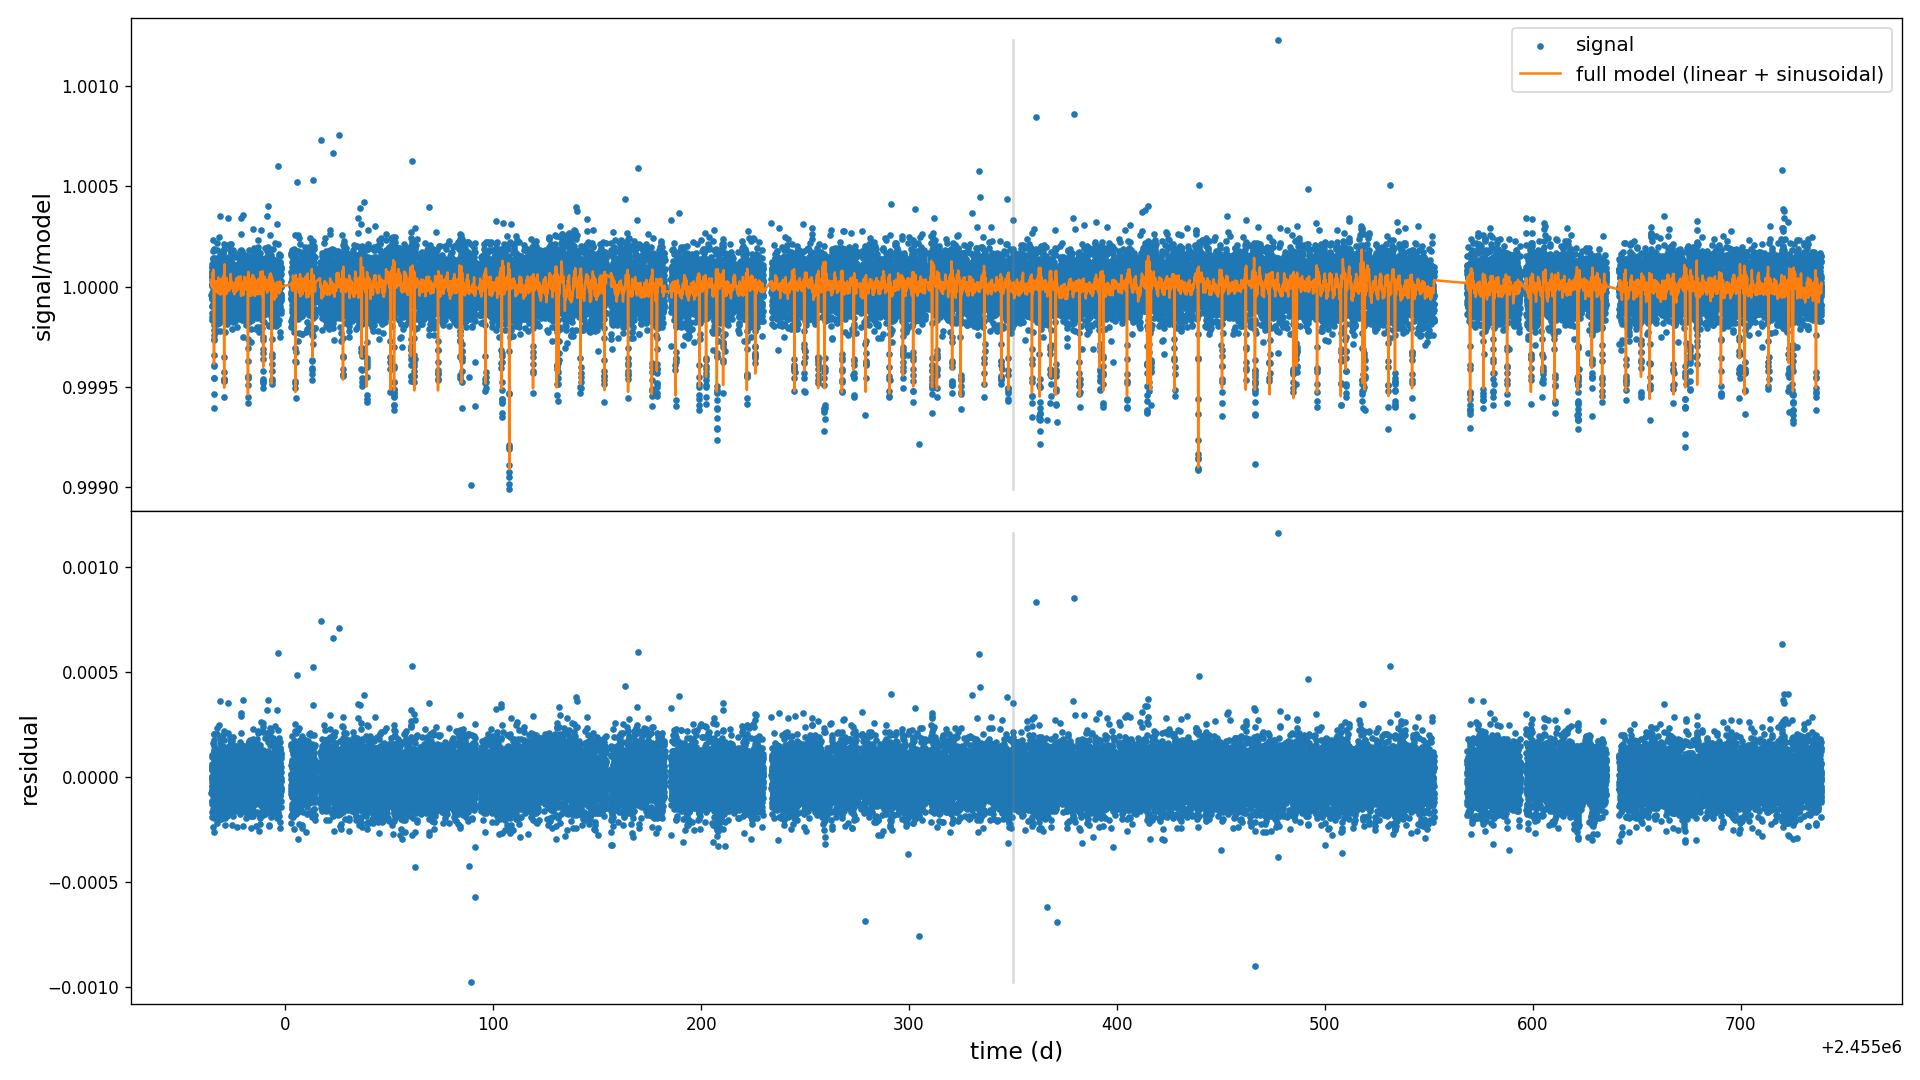 signal
full model (linear + sinusoidal)
signal/model
1.0010
1.0005
1.0000
0.9995
0.9990
residual
0.0010
0.0005
0.0000
−0.0005
−0.0010
0 100 200 300 400 500 600 700
time (d)
+2.455e6